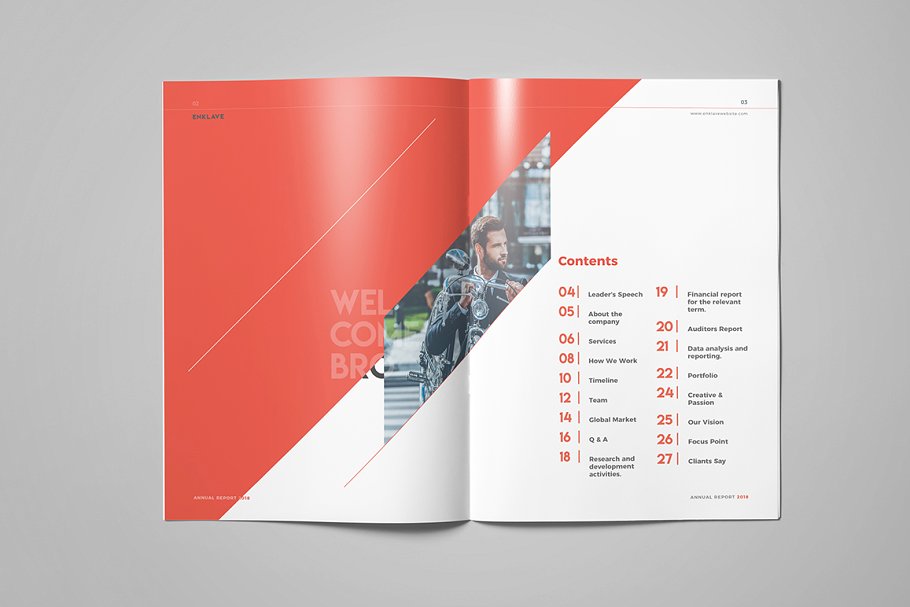 02
ENKLAVE
WEL
COME
BRO
ANNUAL REPORT 2018
03
www.enklavewebsite.com
Contents
04 Leader's Speech
05 About the
company
06 Services
08 How We Work
10 Timeline
12 Team
14 Global Market
16 Q & A
18 Research and
development
activities.
19 Financial report
for the relevant
term.
20 Auditors Report
21 Data analysis and
reporting.
22 Portfolio
24 Creative &
Passion
25 Our Vision
26 Focus Point
27 Cliants Say
ANNUAL REPORT 2018